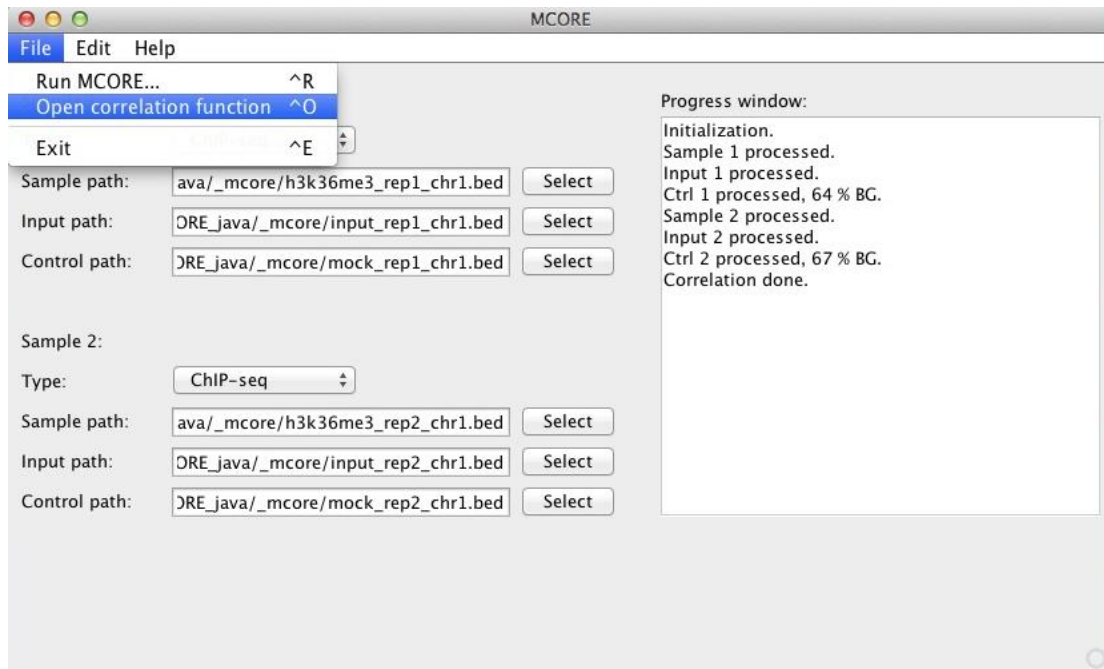 MCORE
File Edit Help
Run MCORE... ^R
Open correlation function ^O
Exit ^E
Sample path: ava/_mcore/h3k36me3_rep1_chr1.bed Select
Input path: ORE_java/_mcore/input_rep1_chr1.bed Select
Control path: ORE_java/_mcore/mock_rep1_chr1.bed Select
Sample 2:
Type: ChIP-seq
Sample path: ava/_mcore/h3k36me3_rep2_chr1.bed Select
Input path: ORE_java/_mcore/input_rep2_chr1.bed Select
Control path: ORE_java/_mcore/mock_rep2_chr1.bed Select
Progress window:
Initialization.
Sample 1 processed.
Input 1 processed.
Ctrl 1 processed, 64 % BG.
Sample 2 processed.
Input 2 processed.
Ctrl 2 processed, 67 % BG.
Correlation done.